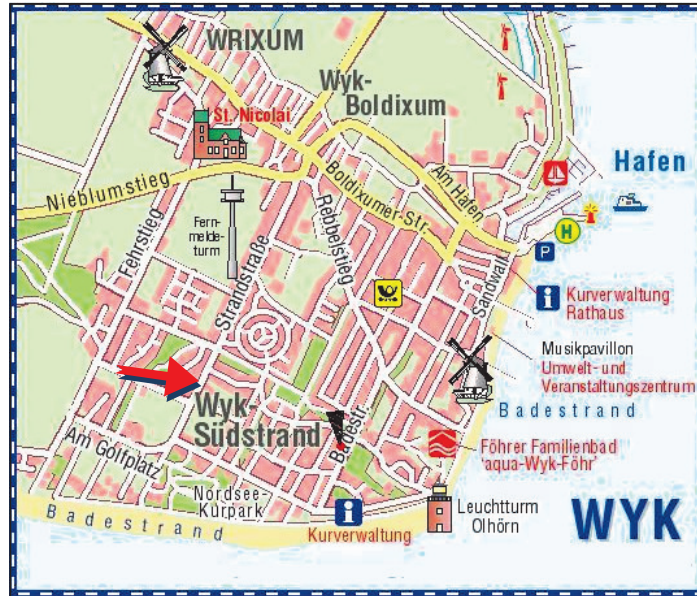 WRIXUM
Wyk-
Boldixum
St. Nicolai
Hafen
Nieblumstieg
Boldixumer-Str.
Am Hafen
Fern-
melde-
turm
Fehrstieg
Strandstraße
Rebbelstieg
Sandwall
H
P
i
Kurverwaltung
Rathaus
Musikpavillon
Umwelt- und
Veranstaltungszentrum
Badestrand
Wyk-
Südstrand
Badestr.
Am Golfplatz
Föhrer Familienbad
'aqua-Wyk-Föhr'
Nordsee-
Kurpark
Badestrand
i
Kurverwaltung
Leuchtturm
Olhörn
WYK